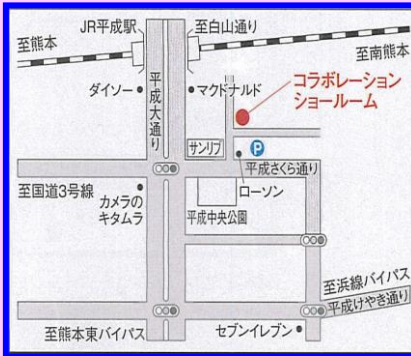 JR平成駅
至白山通り
至熊本
至南熊本
ダイソー
平成大通り
マクドナルド
コラボレーション
ショールーム
サンリブ
P
平成さくら通り
至国道3号線
カメラの
キタムラ
ローソン
平成中央公園
至浜線バイパス
平成けやき通り
至熊本東バイパス
セブンイレブン